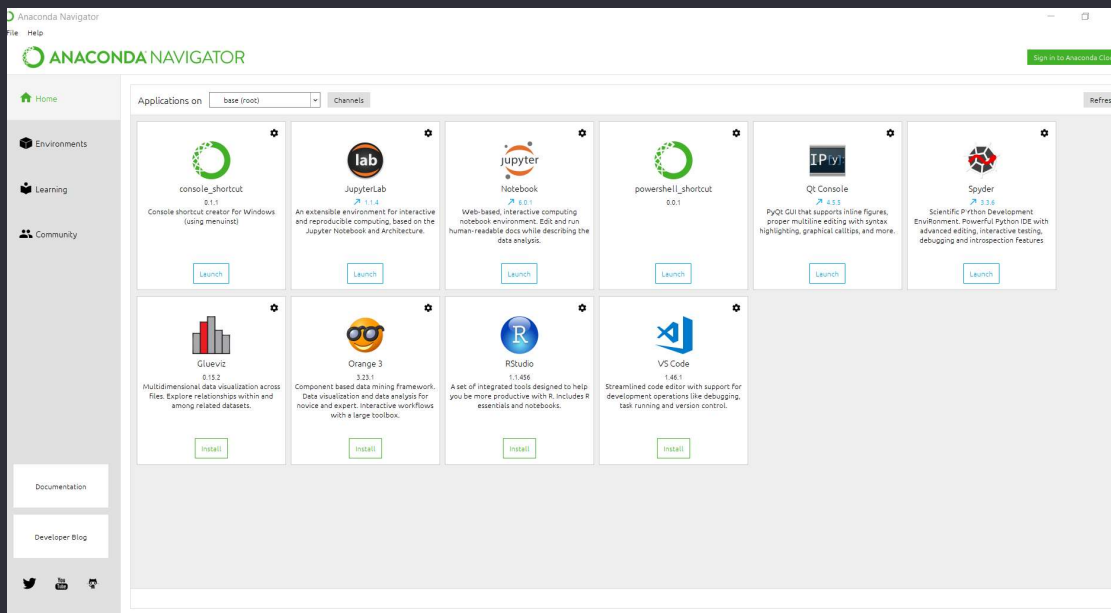 Anaconda Navigator
File Help
ANACONDA NAVIGATOR
Sign in to Anaconda Clou
Home
Environments
Learning
Community
Documentation
Developer Blog
You
Tube
Applications on base (root) Channels
Refres
console_shortcut
0.1.1
Console shortcut creator for Windows
(using menuinst)
Launch
lab
JupyterLab
1.1.4
An extensible environment for interactive
and reproducible computing, based on the
Jupyter Notebook and Architecture.
Launch
jupyter
Notebook
6.0.1
Web-based, interactive computing
notebook environment. Edit and run
human-readable docs while describing the
data analysis.
Launch
powershell_shortcut
0.0.1
Launch
IP[y]:
Qt Console
4.5.5
PyQt GUI that supports inline figures,
proper multiline editing with syntax
highlighting, graphical calltips, and more.
Launch
Spyder
3.3.6
Scientific PYthon Development
EnviRonment. Powerful Python IDE with
advanced editing, interactive testing,
debugging and introspection features
Launch
Glueviz
0.15.2
Multidimensional data visualization across
files. Explore relationships within and
among related datasets.
Install
Orange 3
3.23.1
Component based data mining framework.
Data visualization and data analysis for
novice and expert. Interactive workflows
with a large toolbox.
Install
R
RStudio
1.1.456
A set of integrated tools designed to help
you be more productive with R. Includes R
essentials and notebooks.
Install
VS Code
1.46.1
Streamlined code editor with support for
development operations like debugging,
task running and version control.
Install